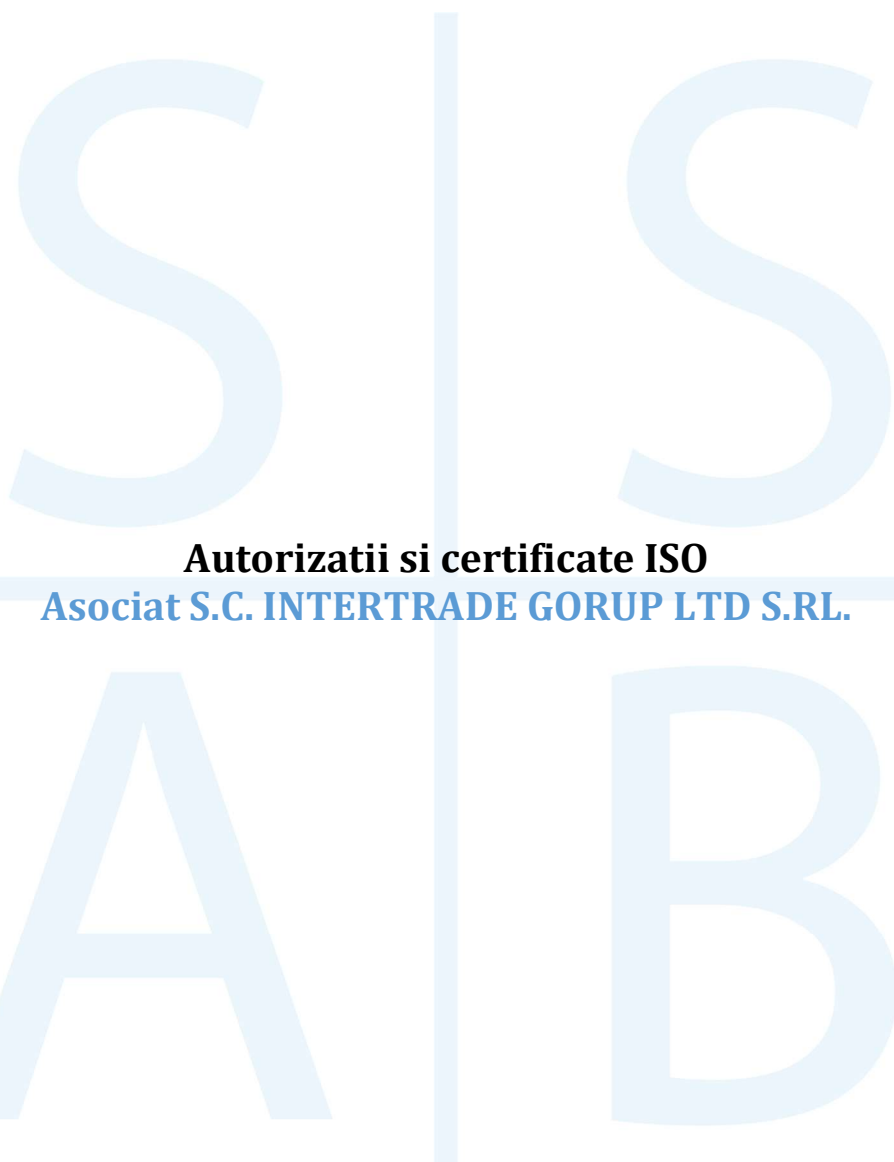 S S
Autorizatii si certificate ISO
Asociat S.C. INTERTRADE GORUP LTD S.RL.
A B